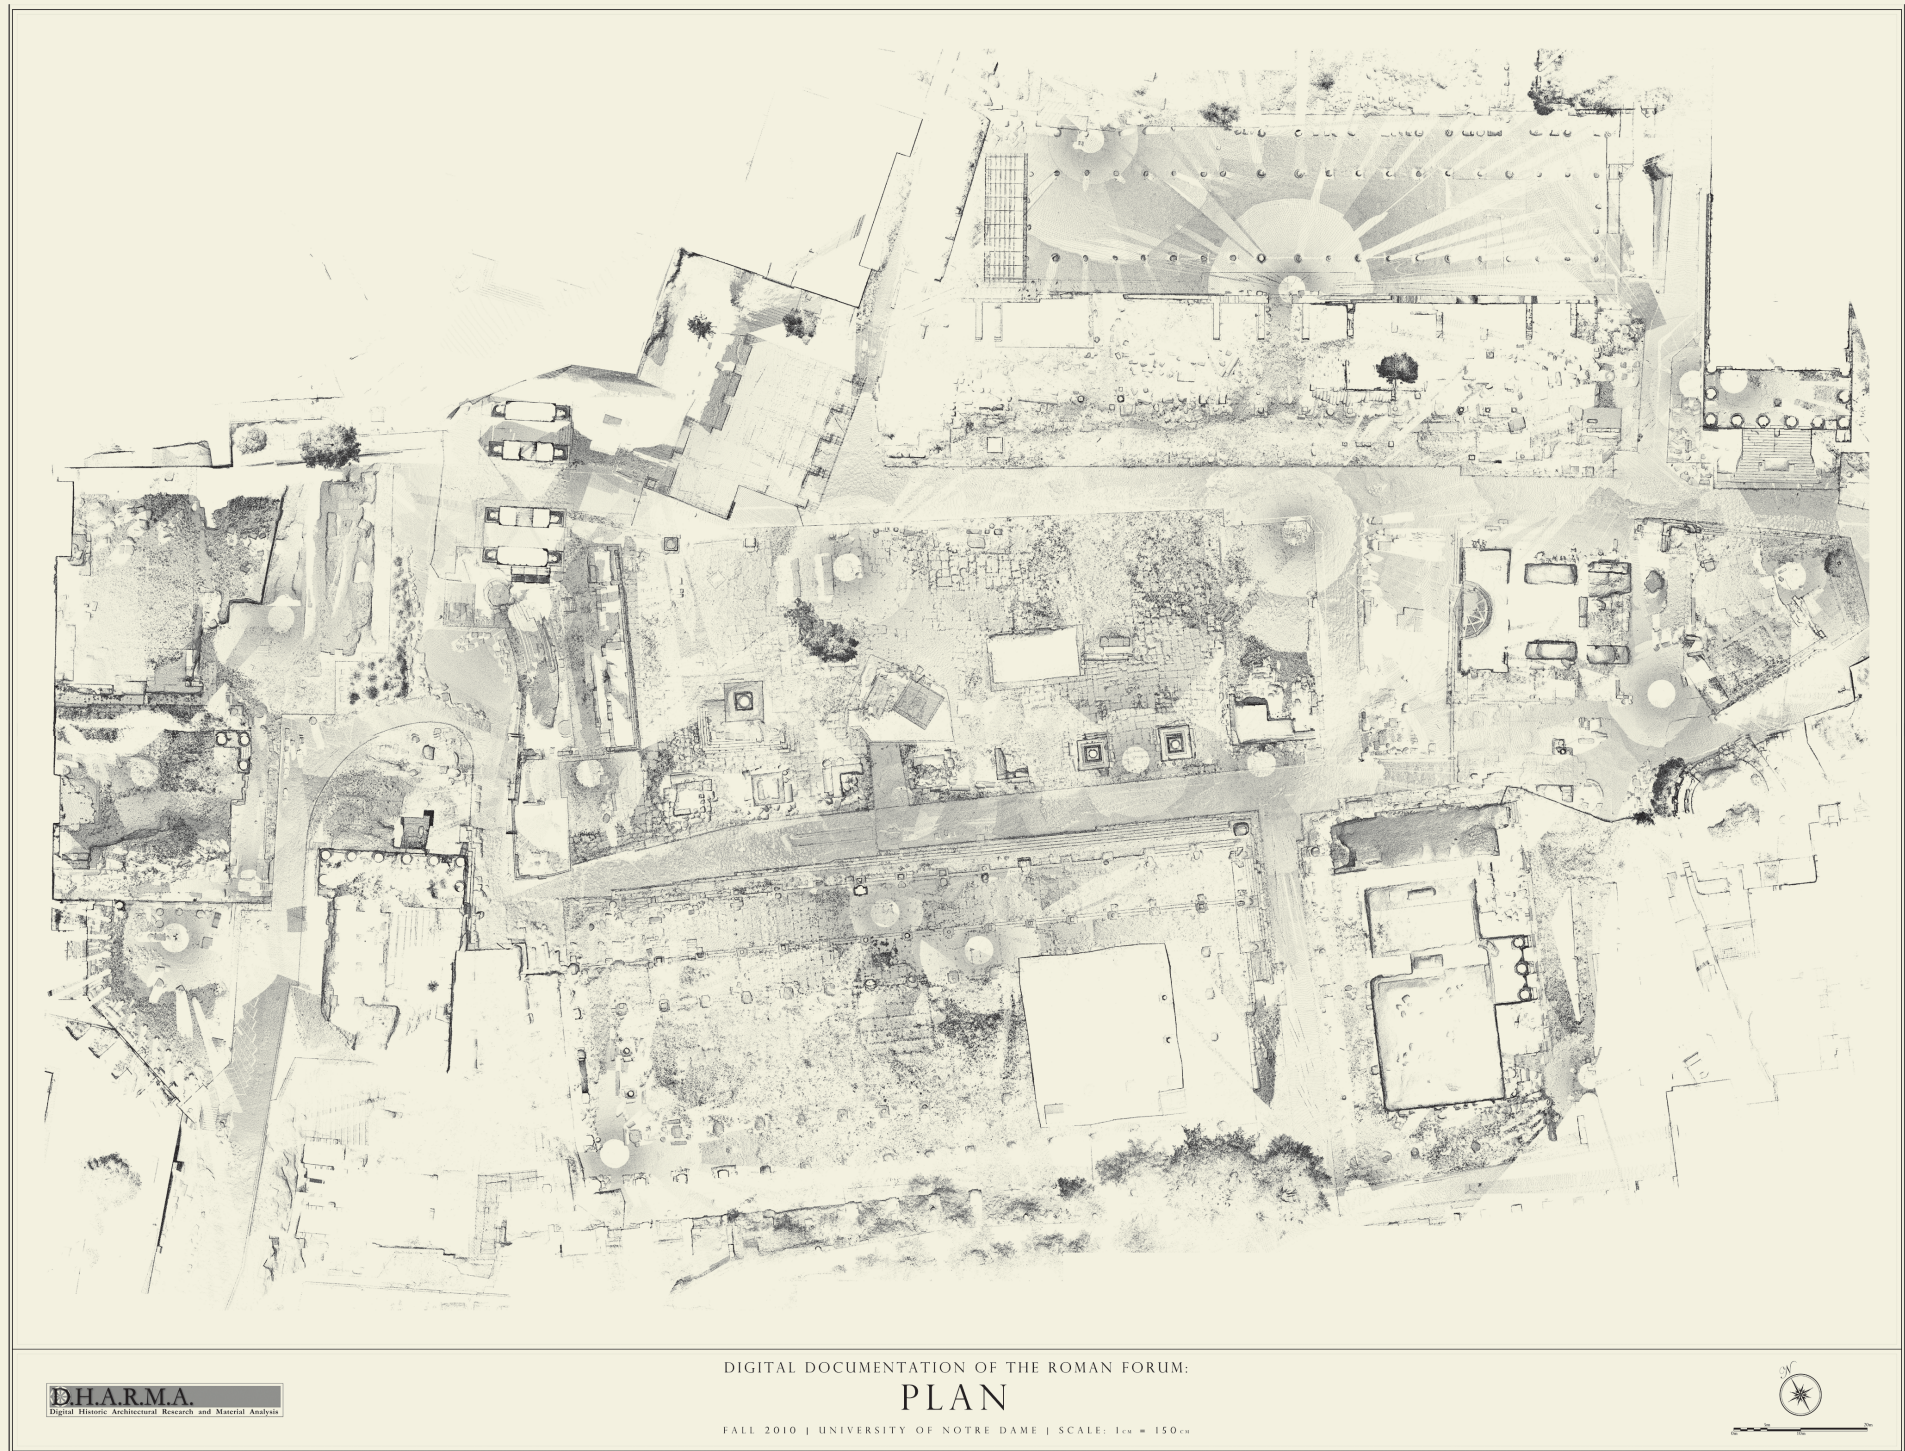 DIGITAL DOCUMENTATION OF THE ROMAN FORUM:
PLAN
FALL 2010 | UNIVERSITY OF NOTRE DAME | SCALE: 1CM = 150CM
D.H.A.R.M.A.
Digital Historic Architectural Research and Material Analysis
N